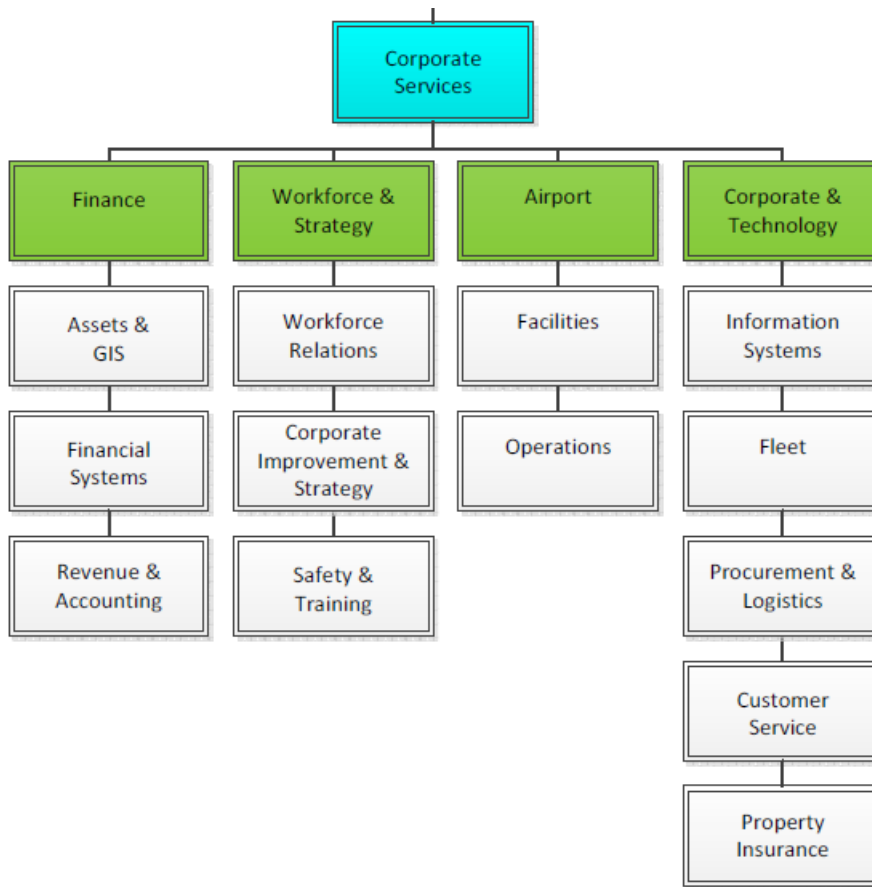 Corporate
Services
Finance
Workforce &
Strategy
Airport
Corporate &
Technology
Assets &
GIS
Workforce
Relations
Facilities
Information
Systems
Financial
Systems
Corporate
Improvement &
Strategy
Operations
Fleet
Revenue &
Accounting
Safety &
Training
Procurement &
Logistics
Customer
Service
Property
Insurance